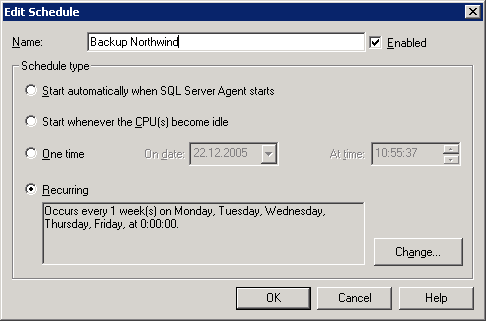 Edit Schedule
Name: Backup Northwind Enabled
Schedule type
Start automatically when SQL Server Agent starts
Start whenever the CPU(s) become idle
One time On date: 22.12.2005 At time: 10:55:37
Recurring
Occurs every 1 week(s) on Monday, Tuesday, Wednesday,
Thursday, Friday, at 0:00:00.
Change...
OK Cancel Help